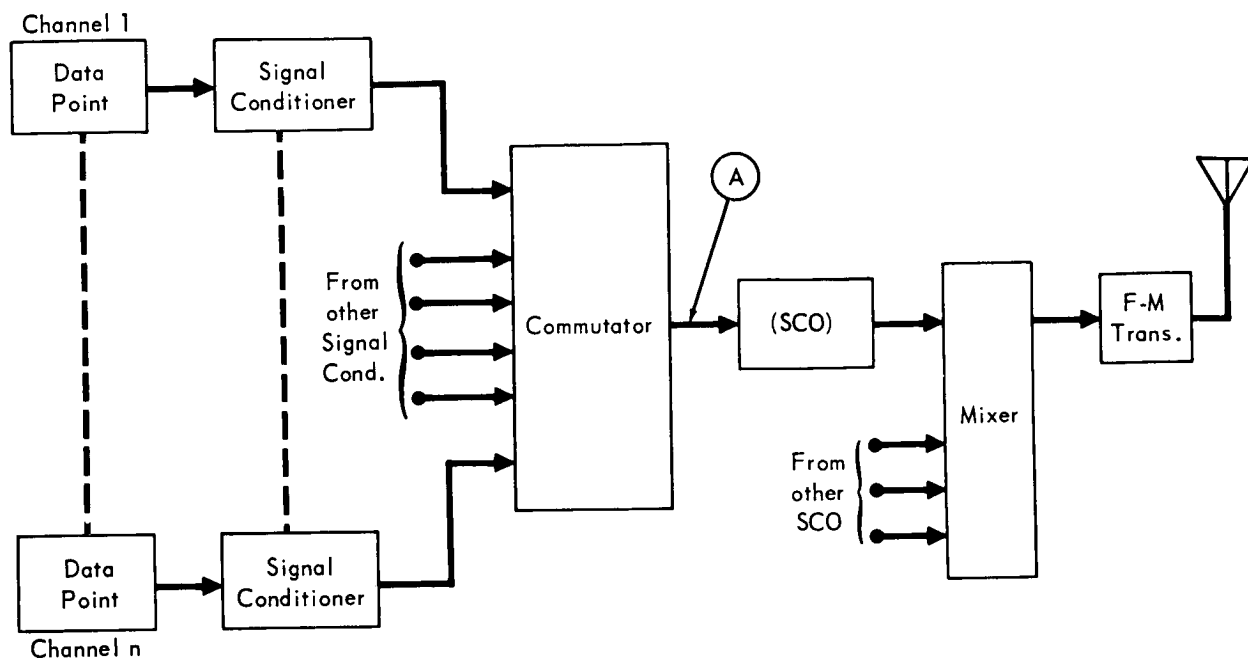 Channel 1
Data
Point
Signal
Conditioner
From
other
Signal
Cond.
Commutator
A
(SCO)
Mixer
From
other
SCO
F-M
Trans.
Data
Point
Signal
Conditioner
Channel n